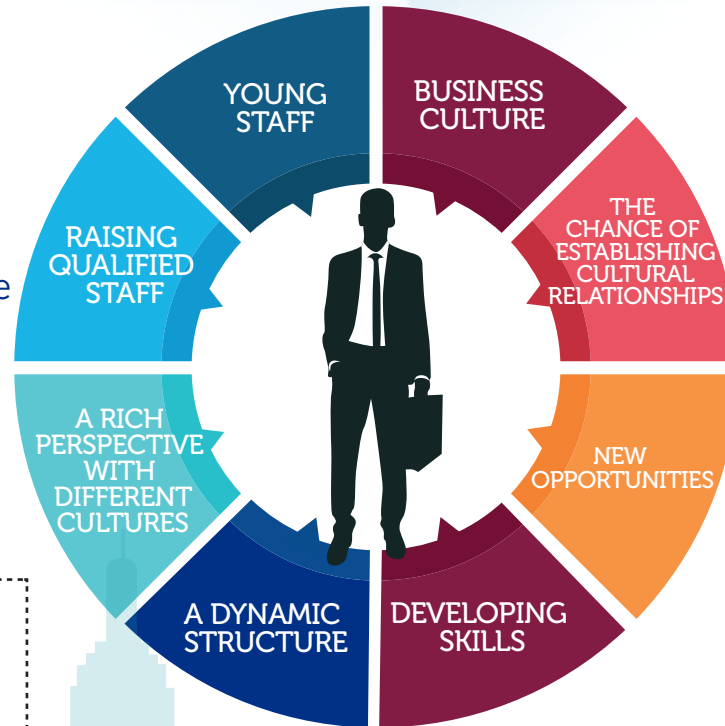 YOUNG
STAFF
BUSINESS
CULTURE
THE
CHANCE OF
ESTABLISHING
CULTURAL
RELATIONSHIPS
NEW
OPPORTUNITIES
DEVELOPING
SKILLS
A DYNAMIC
STRUCTURE
A RICH
PERSPECTIVE
WITH
DIFFERENT
CULTURES
RAISING
QUALIFIED
STAFF
e